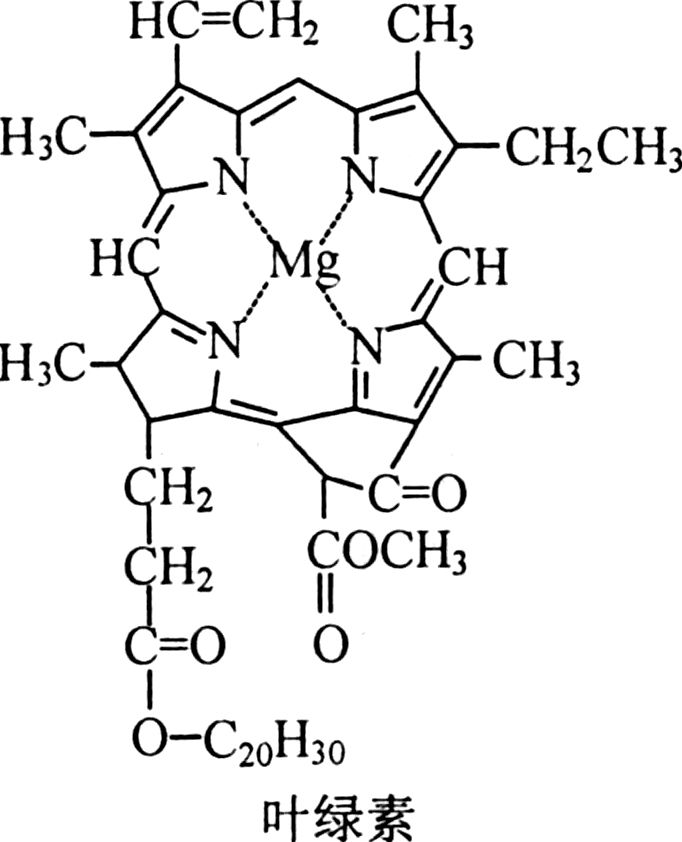 HC=CH₂ CH₃
H₃C CH₂CH₃
N N
HC Mg CH
N N
H₃C CH₃
CH₂ C=O
CH₂ COCH₃
C=O O
O–C₂₀H₃₀
叶绿素